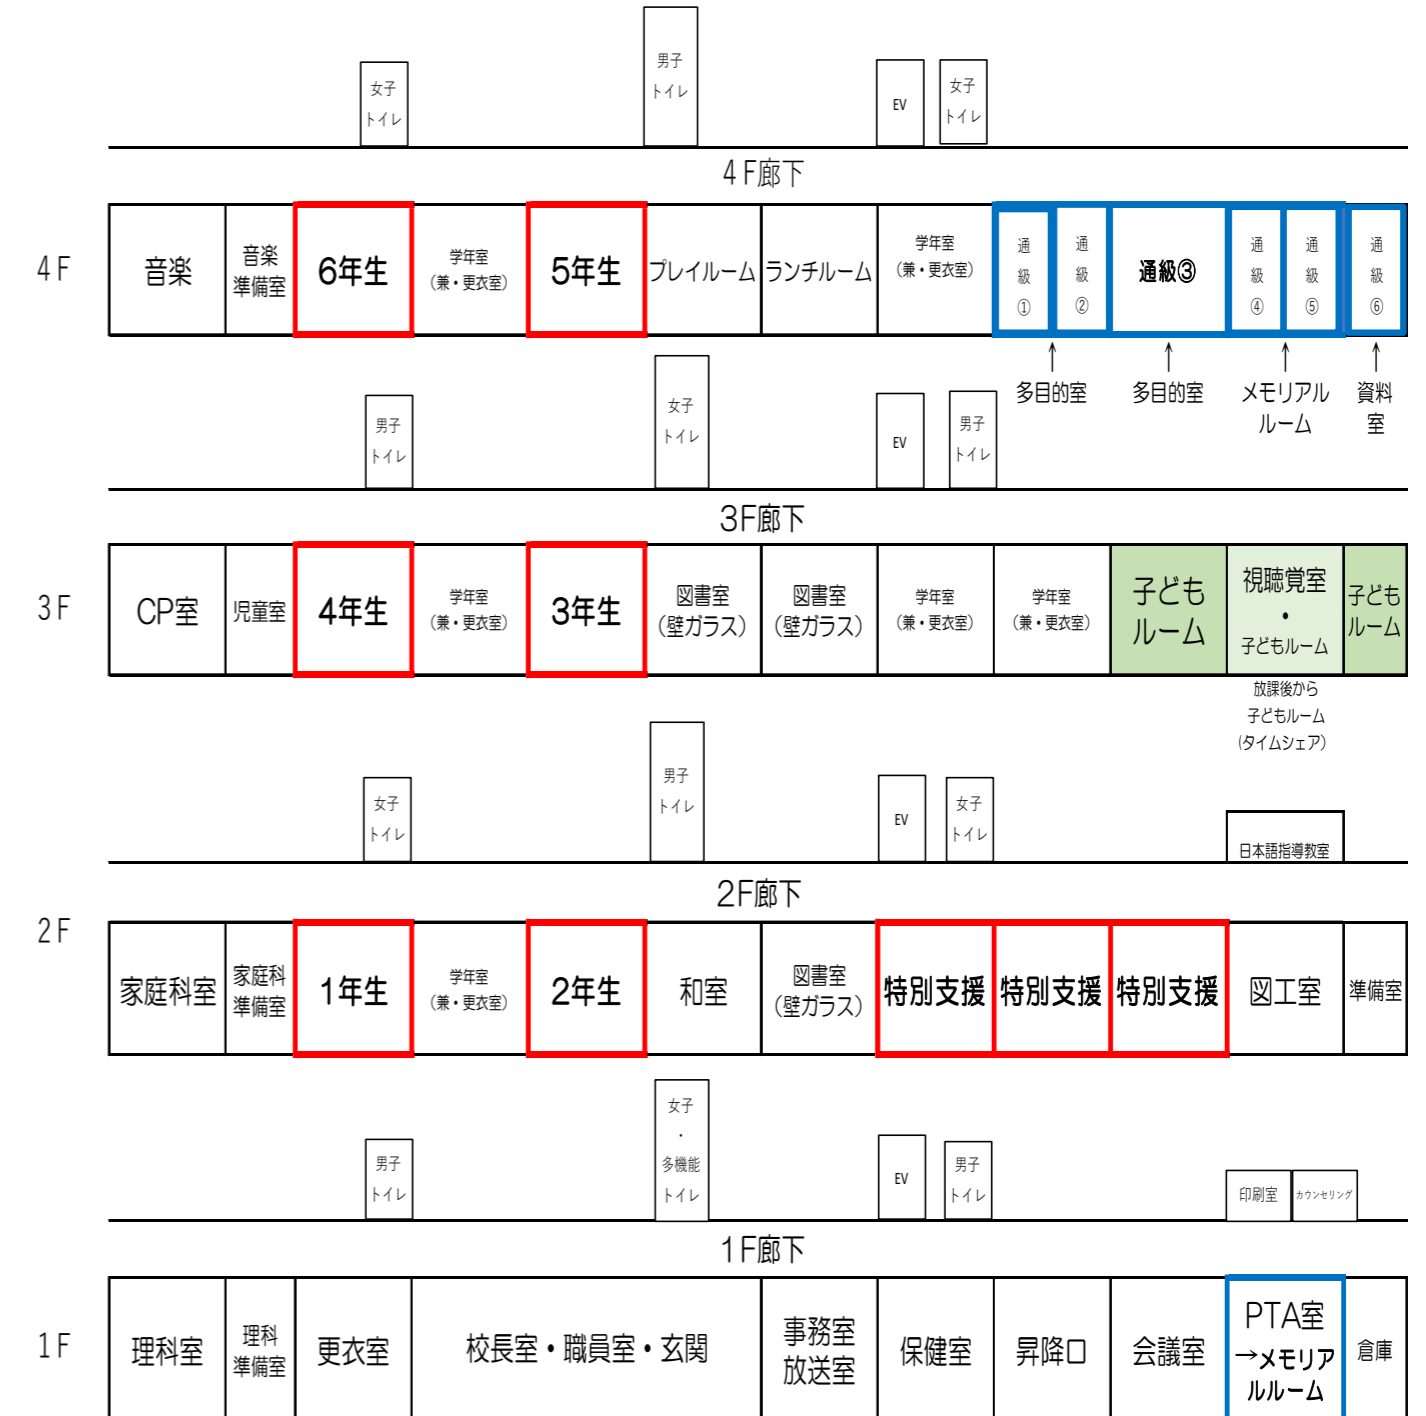 女子
トイレ
男子
トイレ
EV
女子
トイレ
4F廊下
4F
音楽
音楽
準備室
6年生
学年室
(兼・更衣室)
5年生
プレイルーム
ランチルーム
学年室
(兼・更衣室)
通
級
①
通
級
②
通級③
通
級
④
通
級
⑤
通
級
⑥
↑
多目的室
↑
多目的室
↑
メモリアル
ルーム
↑
資料
室
男子
トイレ
女子
トイレ
EV
男子
トイレ
3F廊下
3F
CP室
児童室
4年生
学年室
(兼・更衣室)
3年生
図書室
(壁ガラス)
図書室
(壁ガラス)
学年室
(兼・更衣室)
学年室
(兼・更衣室)
子ども
ルーム
視聴覚室
・
子どもルーム
子ども
ルーム
放課後から
子どもルーム
(タイムシェア)
女子
トイレ
男子
トイレ
EV
女子
トイレ
日本語指導教室
2F廊下
2F
家庭科室
家庭科
準備室
1年生
学年室
(兼・更衣室)
2年生
和室
図書室
(壁ガラス)
特別支援
特別支援
特別支援
図工室
準備室
男子
トイレ
女子
・
多機能
トイレ
EV
男子
トイレ
印刷室
カウンセリング
1F廊下
1F
理科室
理科
準備室
更衣室
校長室・職員室・玄関
事務室
放送室
保健室
昇降口
会議室
PTA室
→メモリア
ルルーム
倉庫